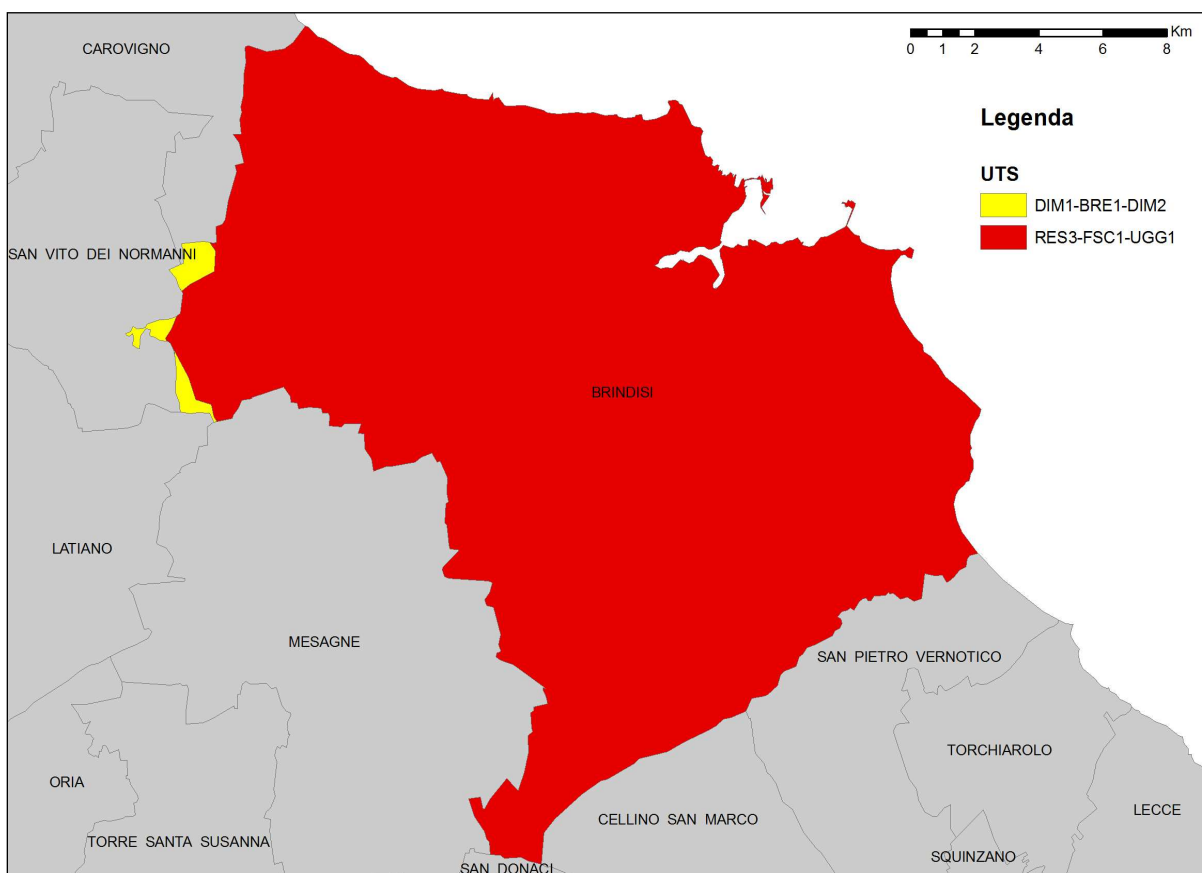 CAROVIGNO
Km
0 1 2 4 6 8
Legenda
UTS
DIM1-BRE1-DIM2
RES3-FSC1-UGG1
SAN VITO DEI NORMANNI
BRINDISI
LATIANO
MESAGNE
SAN PIETRO VERNOTICO
TORCHIAROLO
ORIA
LECCE
CELLINO SAN MARCO
TORRE SANTA SUSANNA
SQUINZANO
SAN DONACI